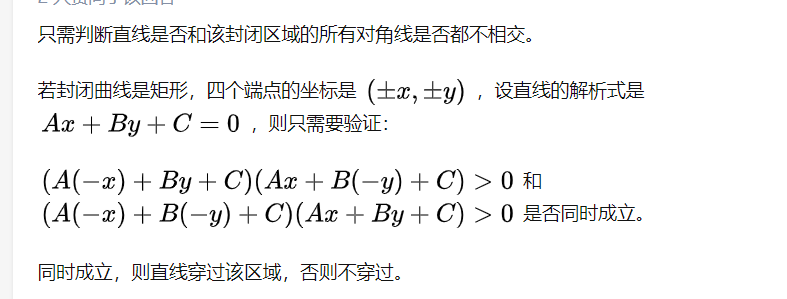 只需判断直线是否和该封闭区域的所有对角线是否都不相交。
若封闭曲线是矩形，四个端点的坐标是 (±x, ±y) ，设直线的解析式是
Ax + By + C = 0 ，则只需要验证：
(A(−x) + By + C)(Ax + B(−y) + C) > 0 和
(A(−x) + B(−y) + C)(Ax + By + C) > 0 是否同时成立。
同时成立，则直线穿过该区域，否则不穿过。